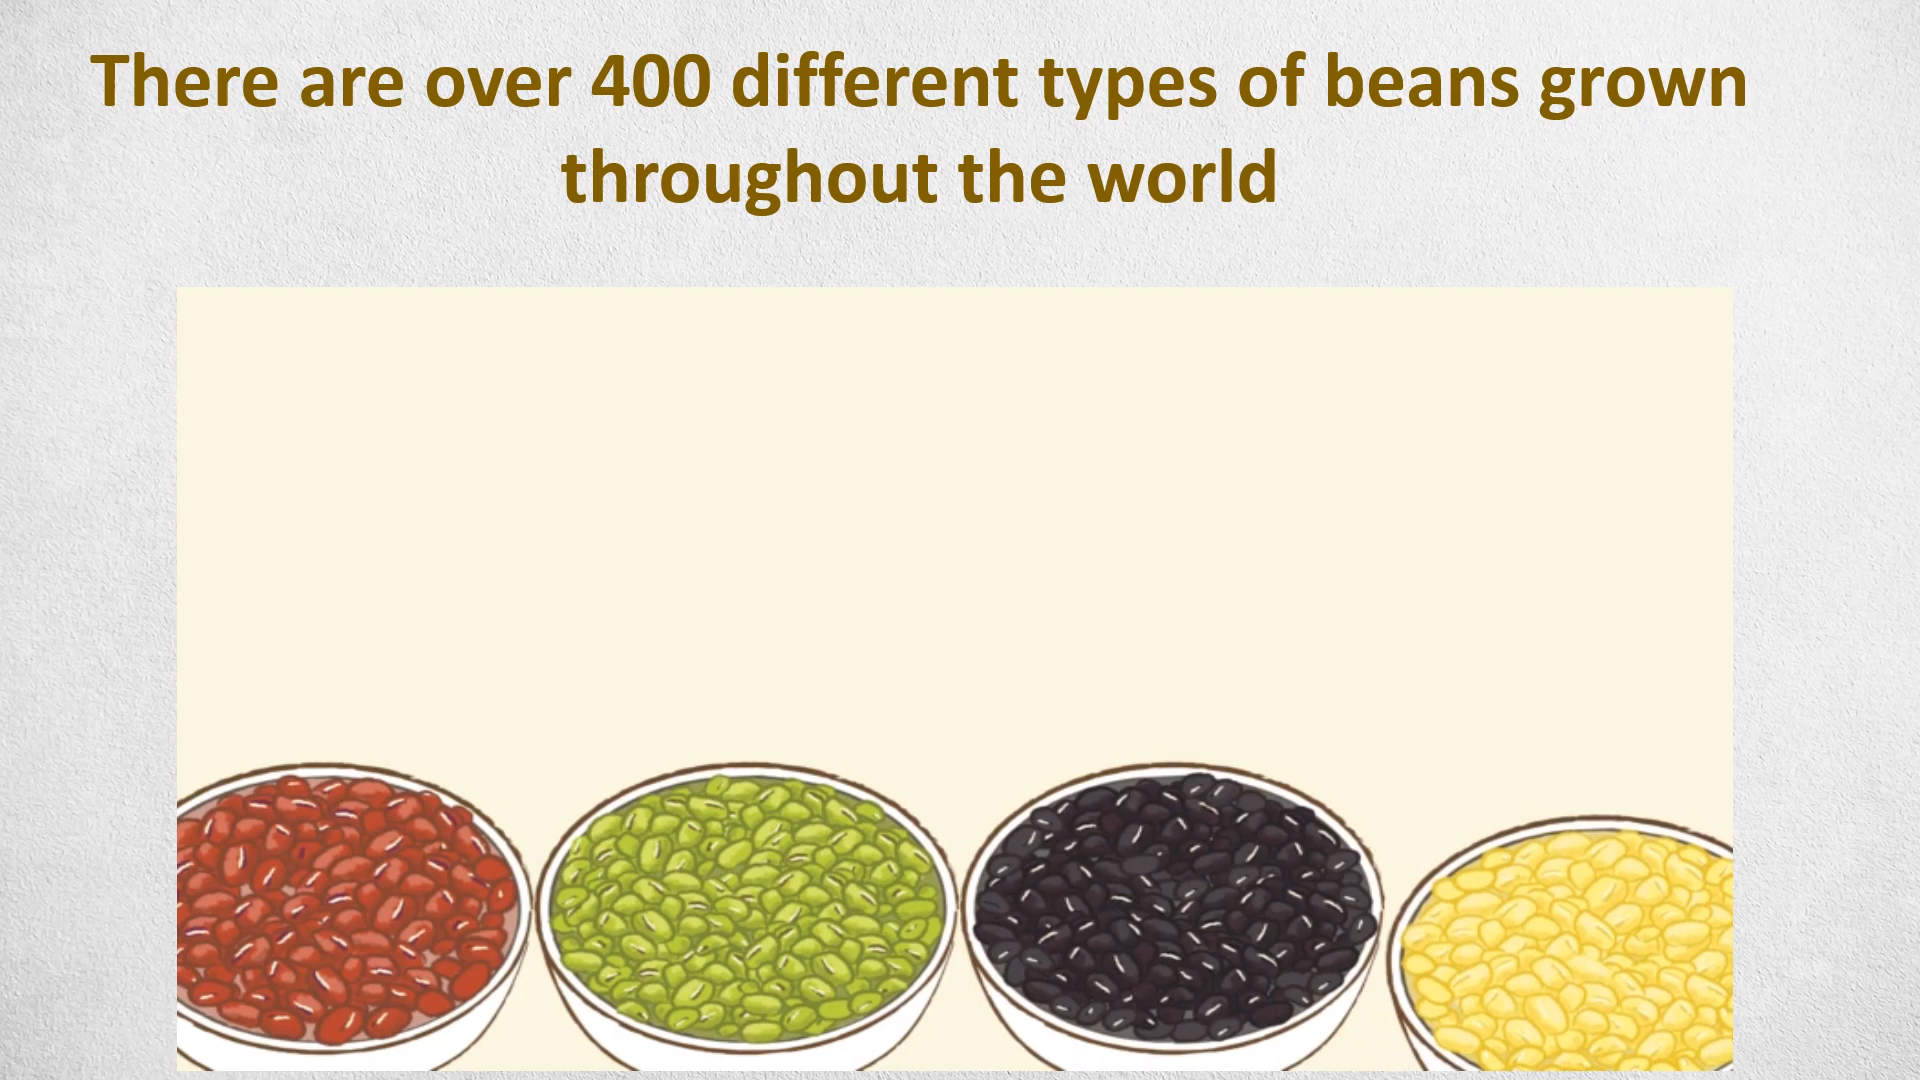 There are over 400 different types of beans grown
throughout the world